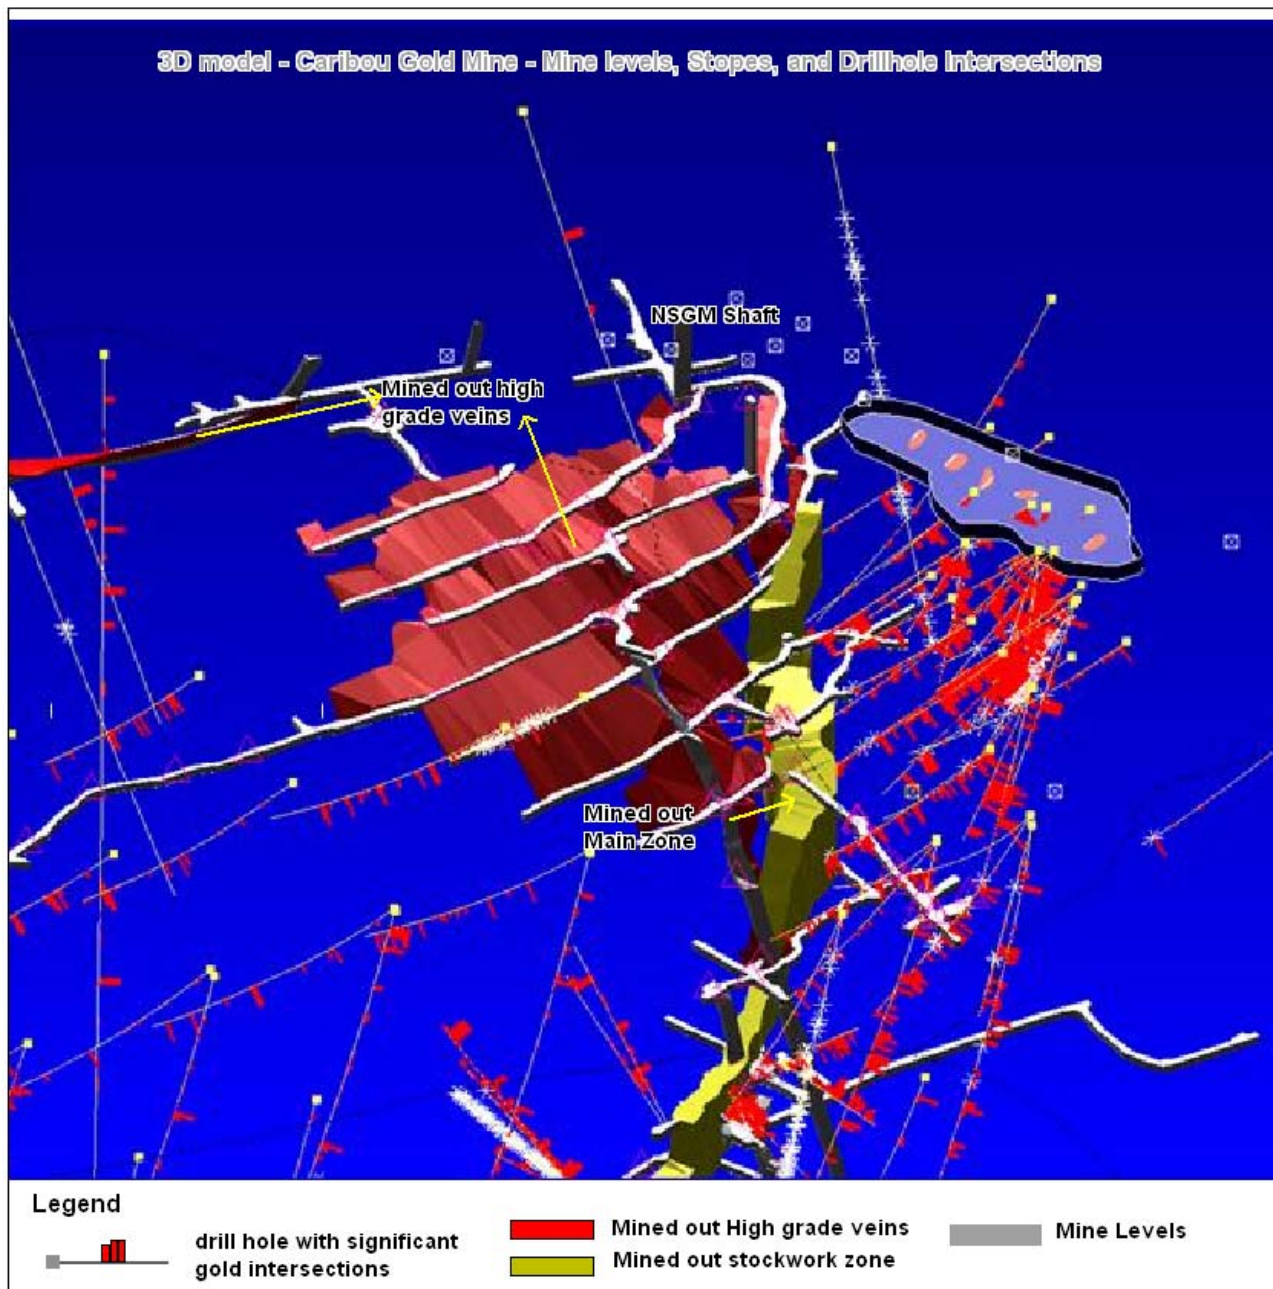 3D model - Caribou Gold Mine - Mine levels, Stopes, and Drillhole Intersections
NSGM Shaft
Mined out high
grade veins
Mined out
Main Zone
Legend
drill hole with significant
gold intersections
Mined out High grade veins
Mined out stockwork zone
Mine Levels